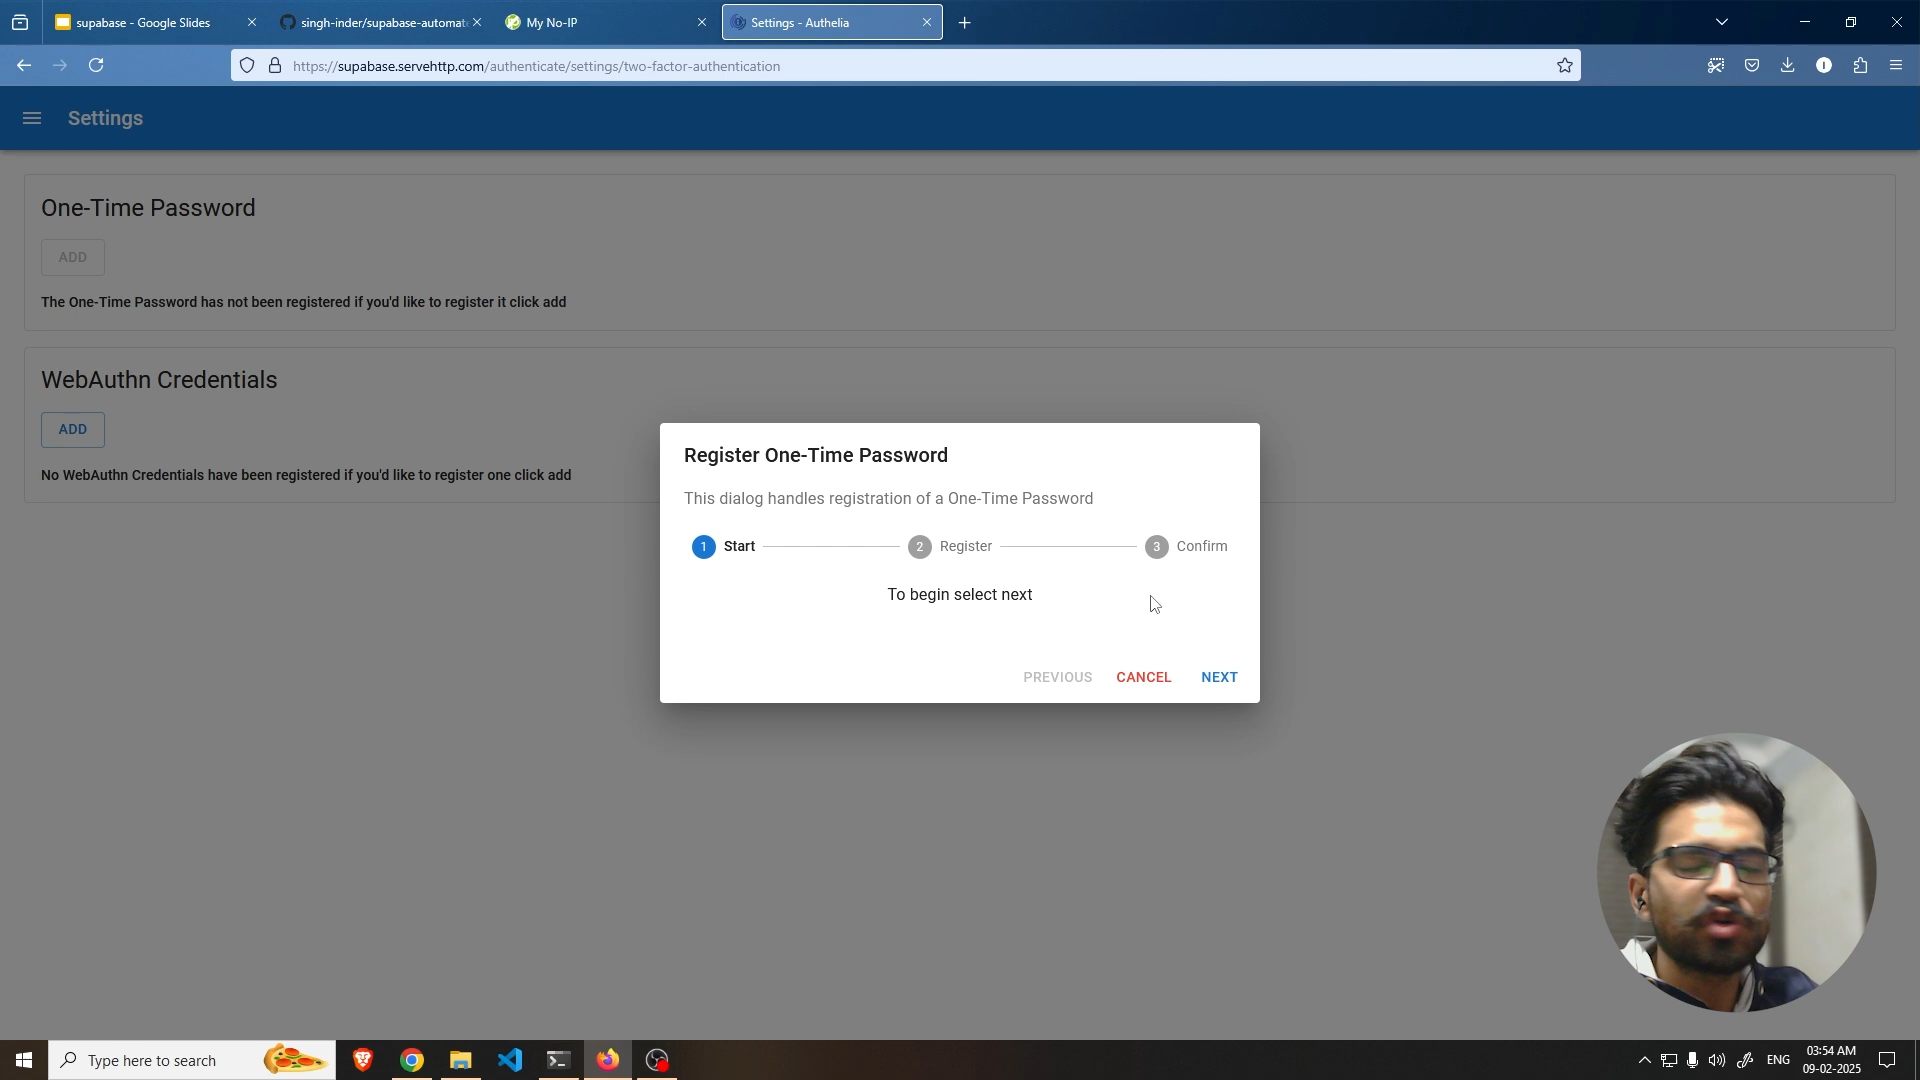 supabase - Google Slides
singh-inder/supabase-automat
My No-IP
Settings - Authelia
https://supabase.servehttp.com/authenticate/settings/two-factor-authentication
Settings
One-Time Password
ADD
The One-Time Password has not been registered if you'd like to register it click add
WebAuthn Credentials
ADD
No WebAuthn Credentials have been registered if you'd like to register one click add
Register One-Time Password
This dialog handles registration of a One-Time Password
1 Start
2 Register
3 Confirm
To begin select next
PREVIOUS
CANCEL
NEXT
Type here to search
ENG
03:54 AM
09-02-2025